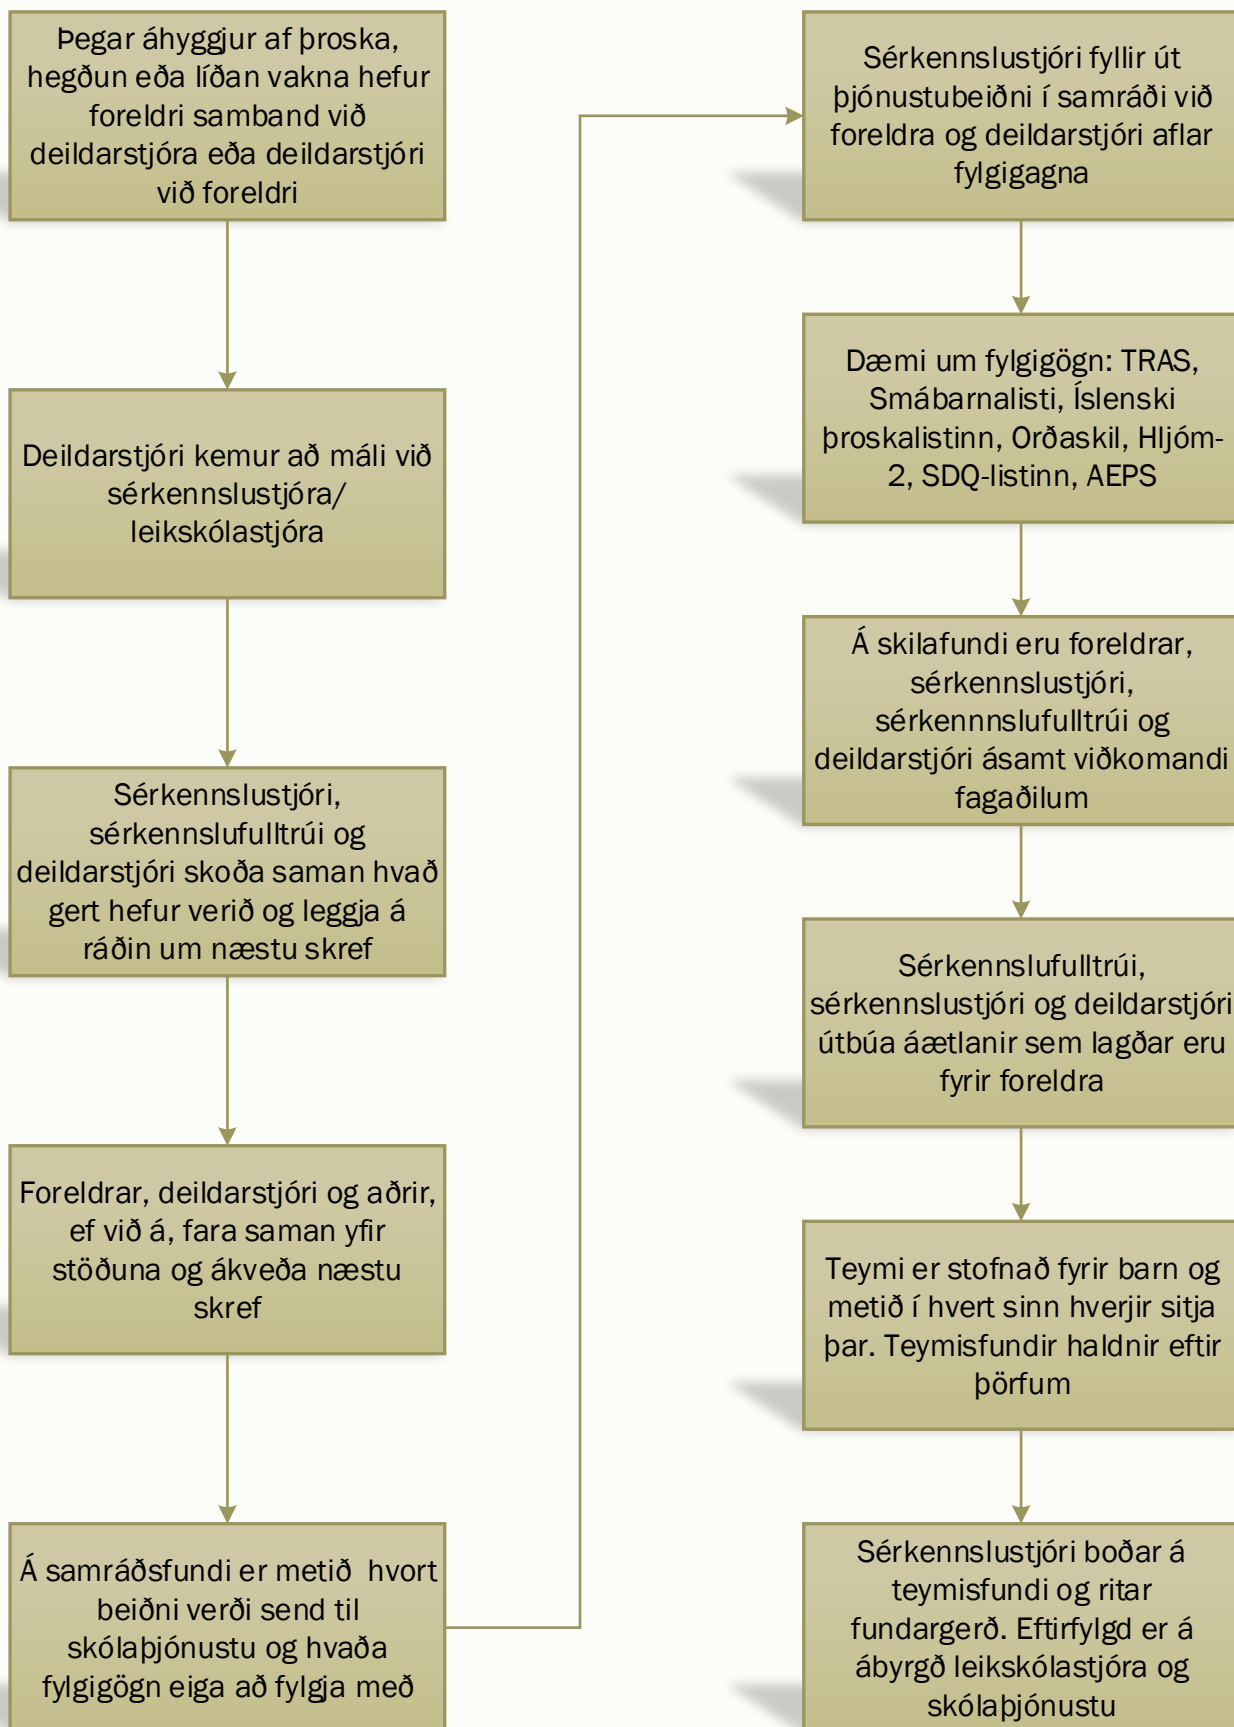 Þegar áhyggjur af þroska,
hegðun eða líðan vakna hefur
foreldri samband við
deildarstjóra eða deildarstjóri
við foreldri
Deildarstjóri kemur að máli við
sérkennslustjóra/
leikskólastjóra
Sérkennslustjóri,
sérkennslufulltrúi og
deildarstjóri skoða saman hvað
gert hefur verið og leggja á
ráðin um næstu skref
Foreldrar, deildarstjóri og aðrir,
ef við á, fara saman yfir
stöðuna og ákveða næstu
skref
Á samráðsfundi er metið  hvort
beiðni verði send til
skólaþjónustu og hvaða
fylgigögn eiga að fylgja með
Sérkennslustjóri fyllir út
þjónustubeiðni í samráði við
foreldra og deildarstjóri aflar
fylgigagna
Dæmi um fylgigögn: TRAS,
Smábarnalisti, Íslenski
þroskalistinn, Orðaskil, Hljóm-
2, SDQ-listinn, AEPS
Á skilafundi eru foreldrar,
sérkennslustjóri,
sérkennnslufulltrúi og
deildarstjóri ásamt viðkomandi
fagaðilum
Sérkennslufulltrúi,
sérkennslustjóri og deildarstjóri
útbúa áætlanir sem lagðar eru
fyrir foreldra
Teymi er stofnað fyrir barn og
metið í hvert sinn hverjir sitja
þar. Teymisfundir haldnir eftir
þörfum
Sérkennslustjóri boðar á
teymisfundi og ritar
fundargerð. Eftirfylgd er á
ábyrgð leikskólastjóra og
skólaþjónustu